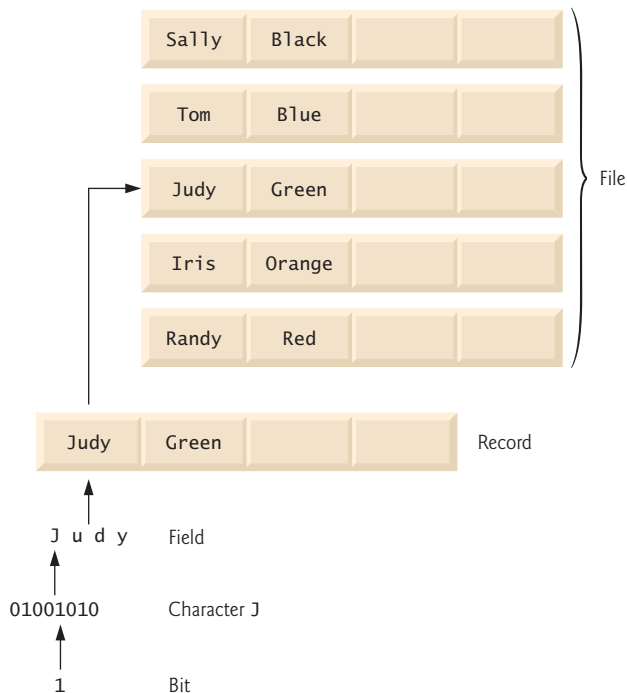 Sally Black
Tom Blue
File
Judy Green
Iris Orange
Randy Red
Judy Green Record
J u d y Field
01001010 Character J
1 Bit